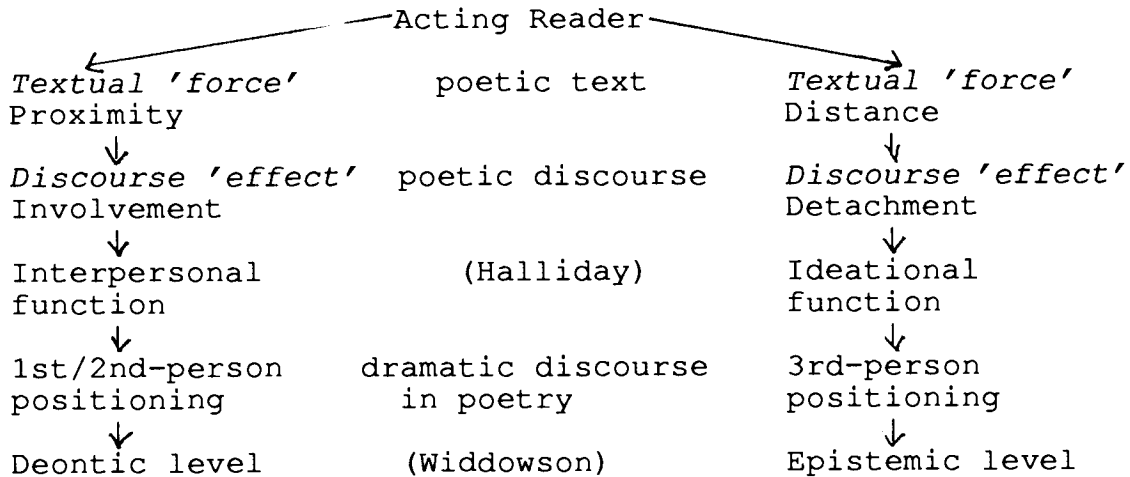 Acting Reader
Textual 'force' poetic text Textual 'force'
Proximity Distance
Discourse 'effect' poetic discourse Discourse 'effect'
Involvement Detachment
Interpersonal (Halliday) Ideational
function function
1st/2nd-person dramatic discourse 3rd-person
positioning in poetry positioning
Deontic level (Widdowson) Epistemic level